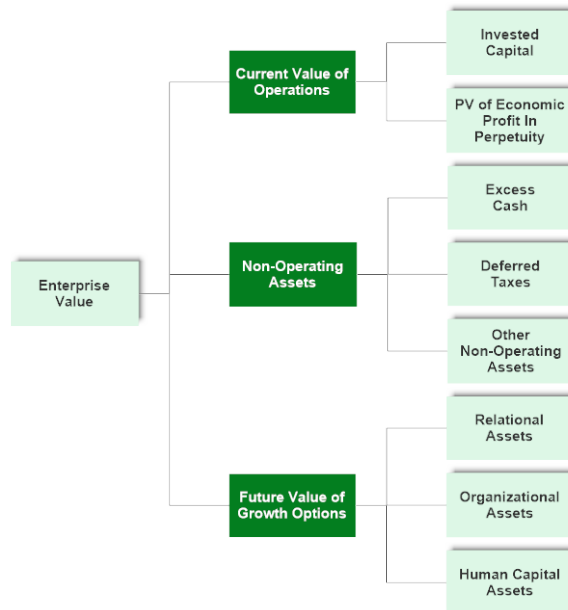 Enterprise
Value
Current Value of
Operations
Invested
Capital
PV of Economic
Profit In
Perpetuity
Non-Operating
Assets
Excess
Cash
Deferred
Taxes
Other
Non-Operating
Assets
Future Value of
Growth Options
Relational
Assets
Organizational
Assets
Human Capital
Assets